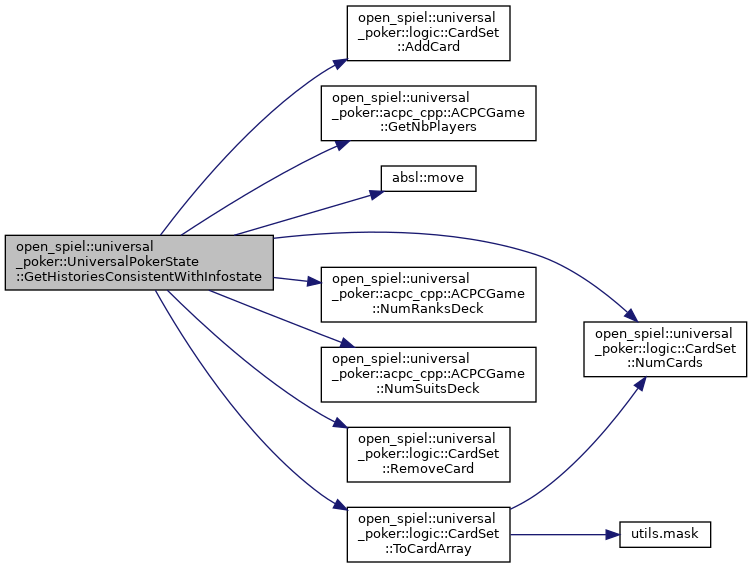 open_spiel::universal
_poker::logic::CardSet
::AddCard
open_spiel::universal
_poker::acpc_cpp::ACPCGame
::GetNbPlayers
absl::move
open_spiel::universal
_poker::UniversalPokerState
::GetHistoriesConsistentWithInfostate
open_spiel::universal
_poker::acpc_cpp::ACPCGame
::NumRanksDeck
open_spiel::universal
_poker::logic::CardSet
::NumCards
open_spiel::universal
_poker::acpc_cpp::ACPCGame
::NumSuitsDeck
open_spiel::universal
_poker::logic::CardSet
::RemoveCard
open_spiel::universal
_poker::logic::CardSet
::ToCardArray
utils.mask